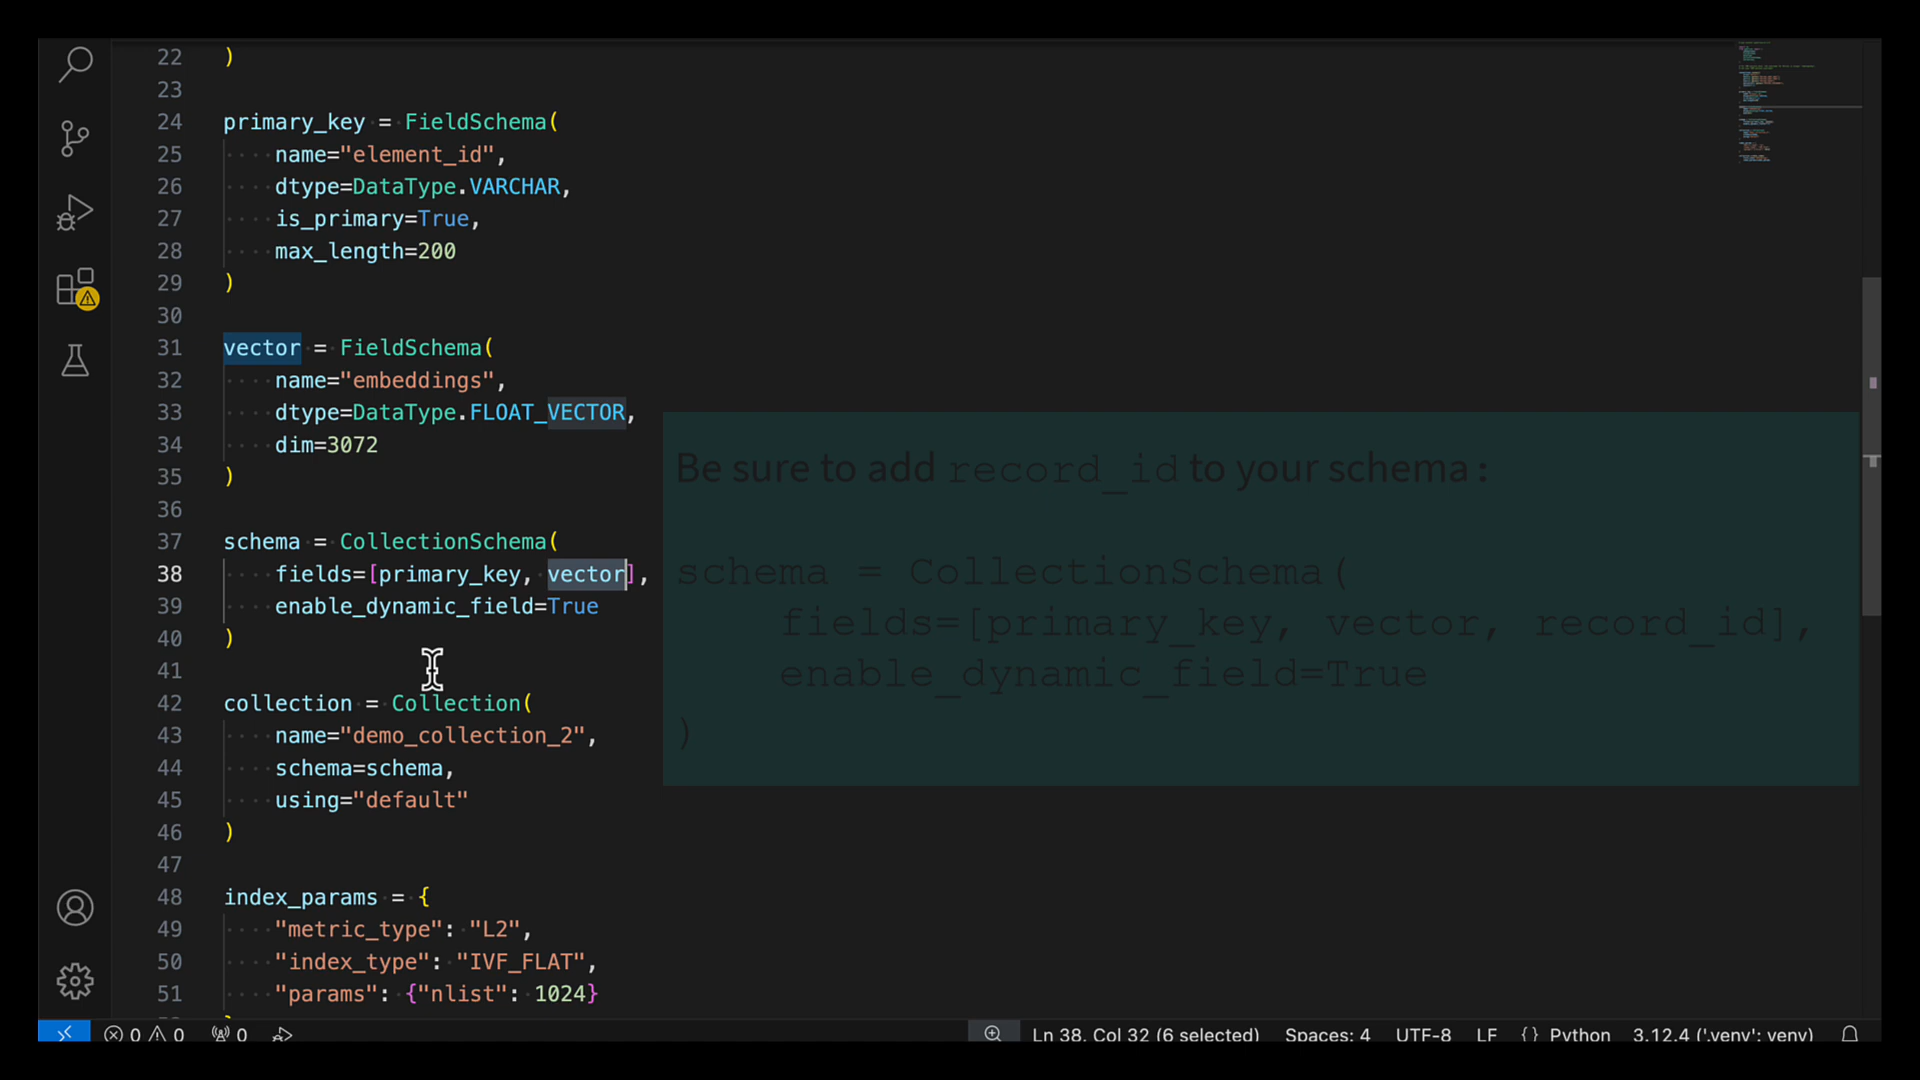 22 )
23
24 primary_key = FieldSchema(
25 name="element_id",
26 dtype=DataType.VARCHAR,
27 is_primary=True,
28 max_length=200
29 )
30
31 vector = FieldSchema(
32 name="embeddings",
33 dtype=DataType.FLOAT_VECTOR,
34 dim=3072
35 )
36
37 schema = CollectionSchema(
38 fields=[primary_key, vector],
39 enable_dynamic_field=True
40 )
41
42 collection = Collection(
43 name="demo_collection_2",
44 schema=schema,
45 using="default"
46 )
47
48 index_params = {
49 "metric_type": "L2",
50 "index_type": "IVF_FLAT",
51 "params": {"nlist": 1024}
Be sure to add record_id to your schema:
schema = CollectionSchema(
fields=[primary_key, vector, record_id],
enable_dynamic_field=True
)
0 0 0 Ln 38, Col 32 (6 selected) Spaces: 4 UTF-8 LF {} Python 3.12.4 ('.venv': venv)